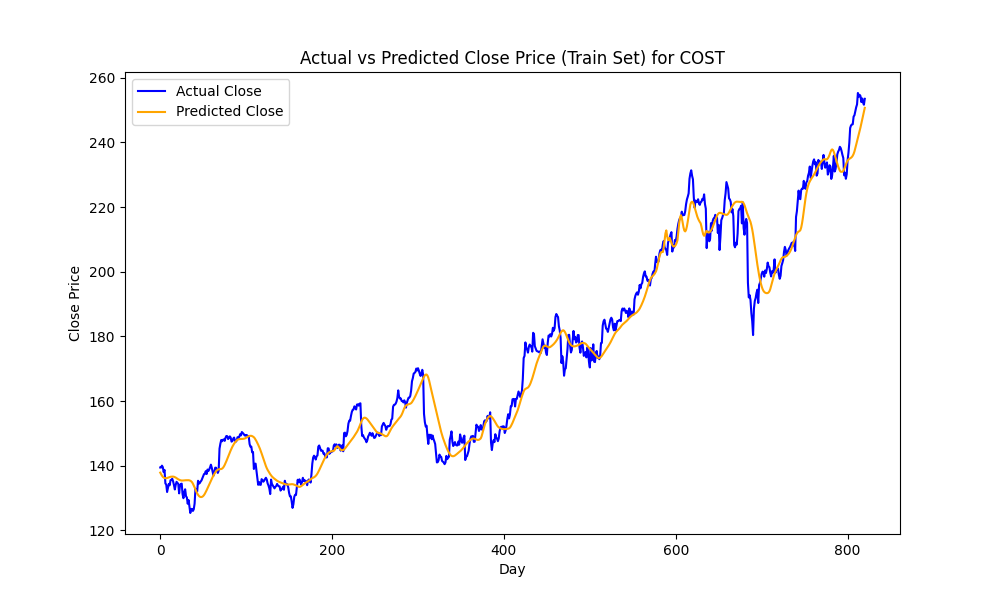 Actual vs Predicted Close Price (Train Set) for COST
Actual Close
Predicted Close
260
240
220
200
180
160
140
120
Close Price
0 200 400 600 800
Day